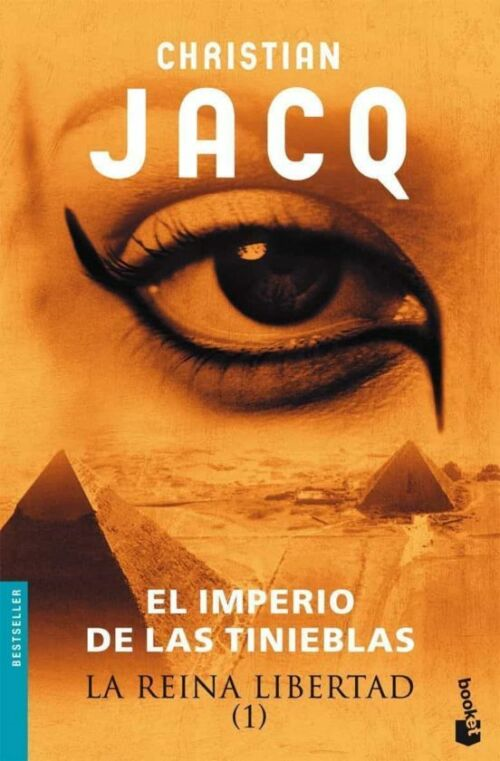 CHRISTIAN
JACQ
EL IMPERIO
DE LAS TINIEBLAS
LA REINA LIBERTAD
(1)
BESTSELLER
booket